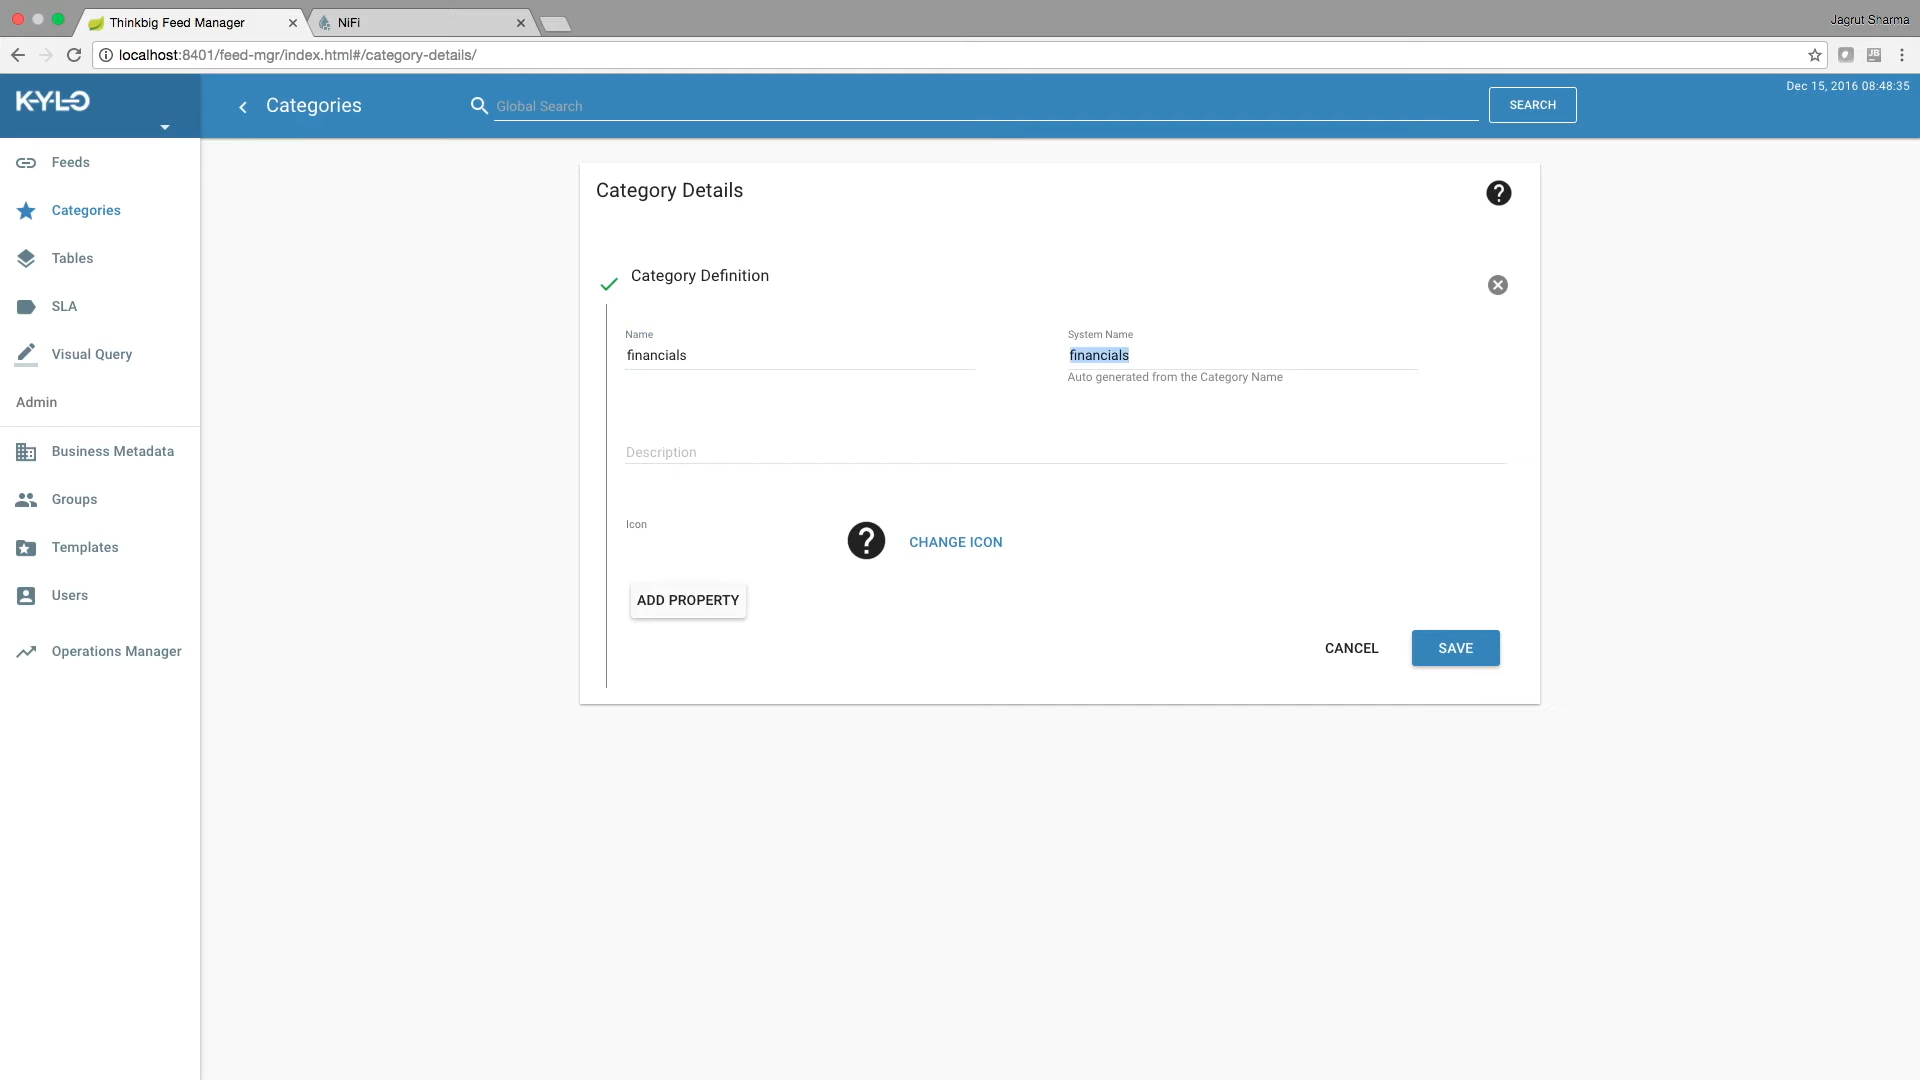 Thinkbig Feed Manager
NiFi
Jagrut Sharma
localhost:8401/feed-mgr/index.html#/category-details/
KYLO
Categories
Global Search
SEARCH
Dec 15, 2016 08:48:35
Feeds
Categories
Tables
SLA
Visual Query
Admin
Business Metadata
Groups
Templates
Users
Operations Manager
Category Details
Category Definition
Name
financials
System Name
financials
Auto generated from the Category Name
Description
Icon
CHANGE ICON
ADD PROPERTY
CANCEL
SAVE